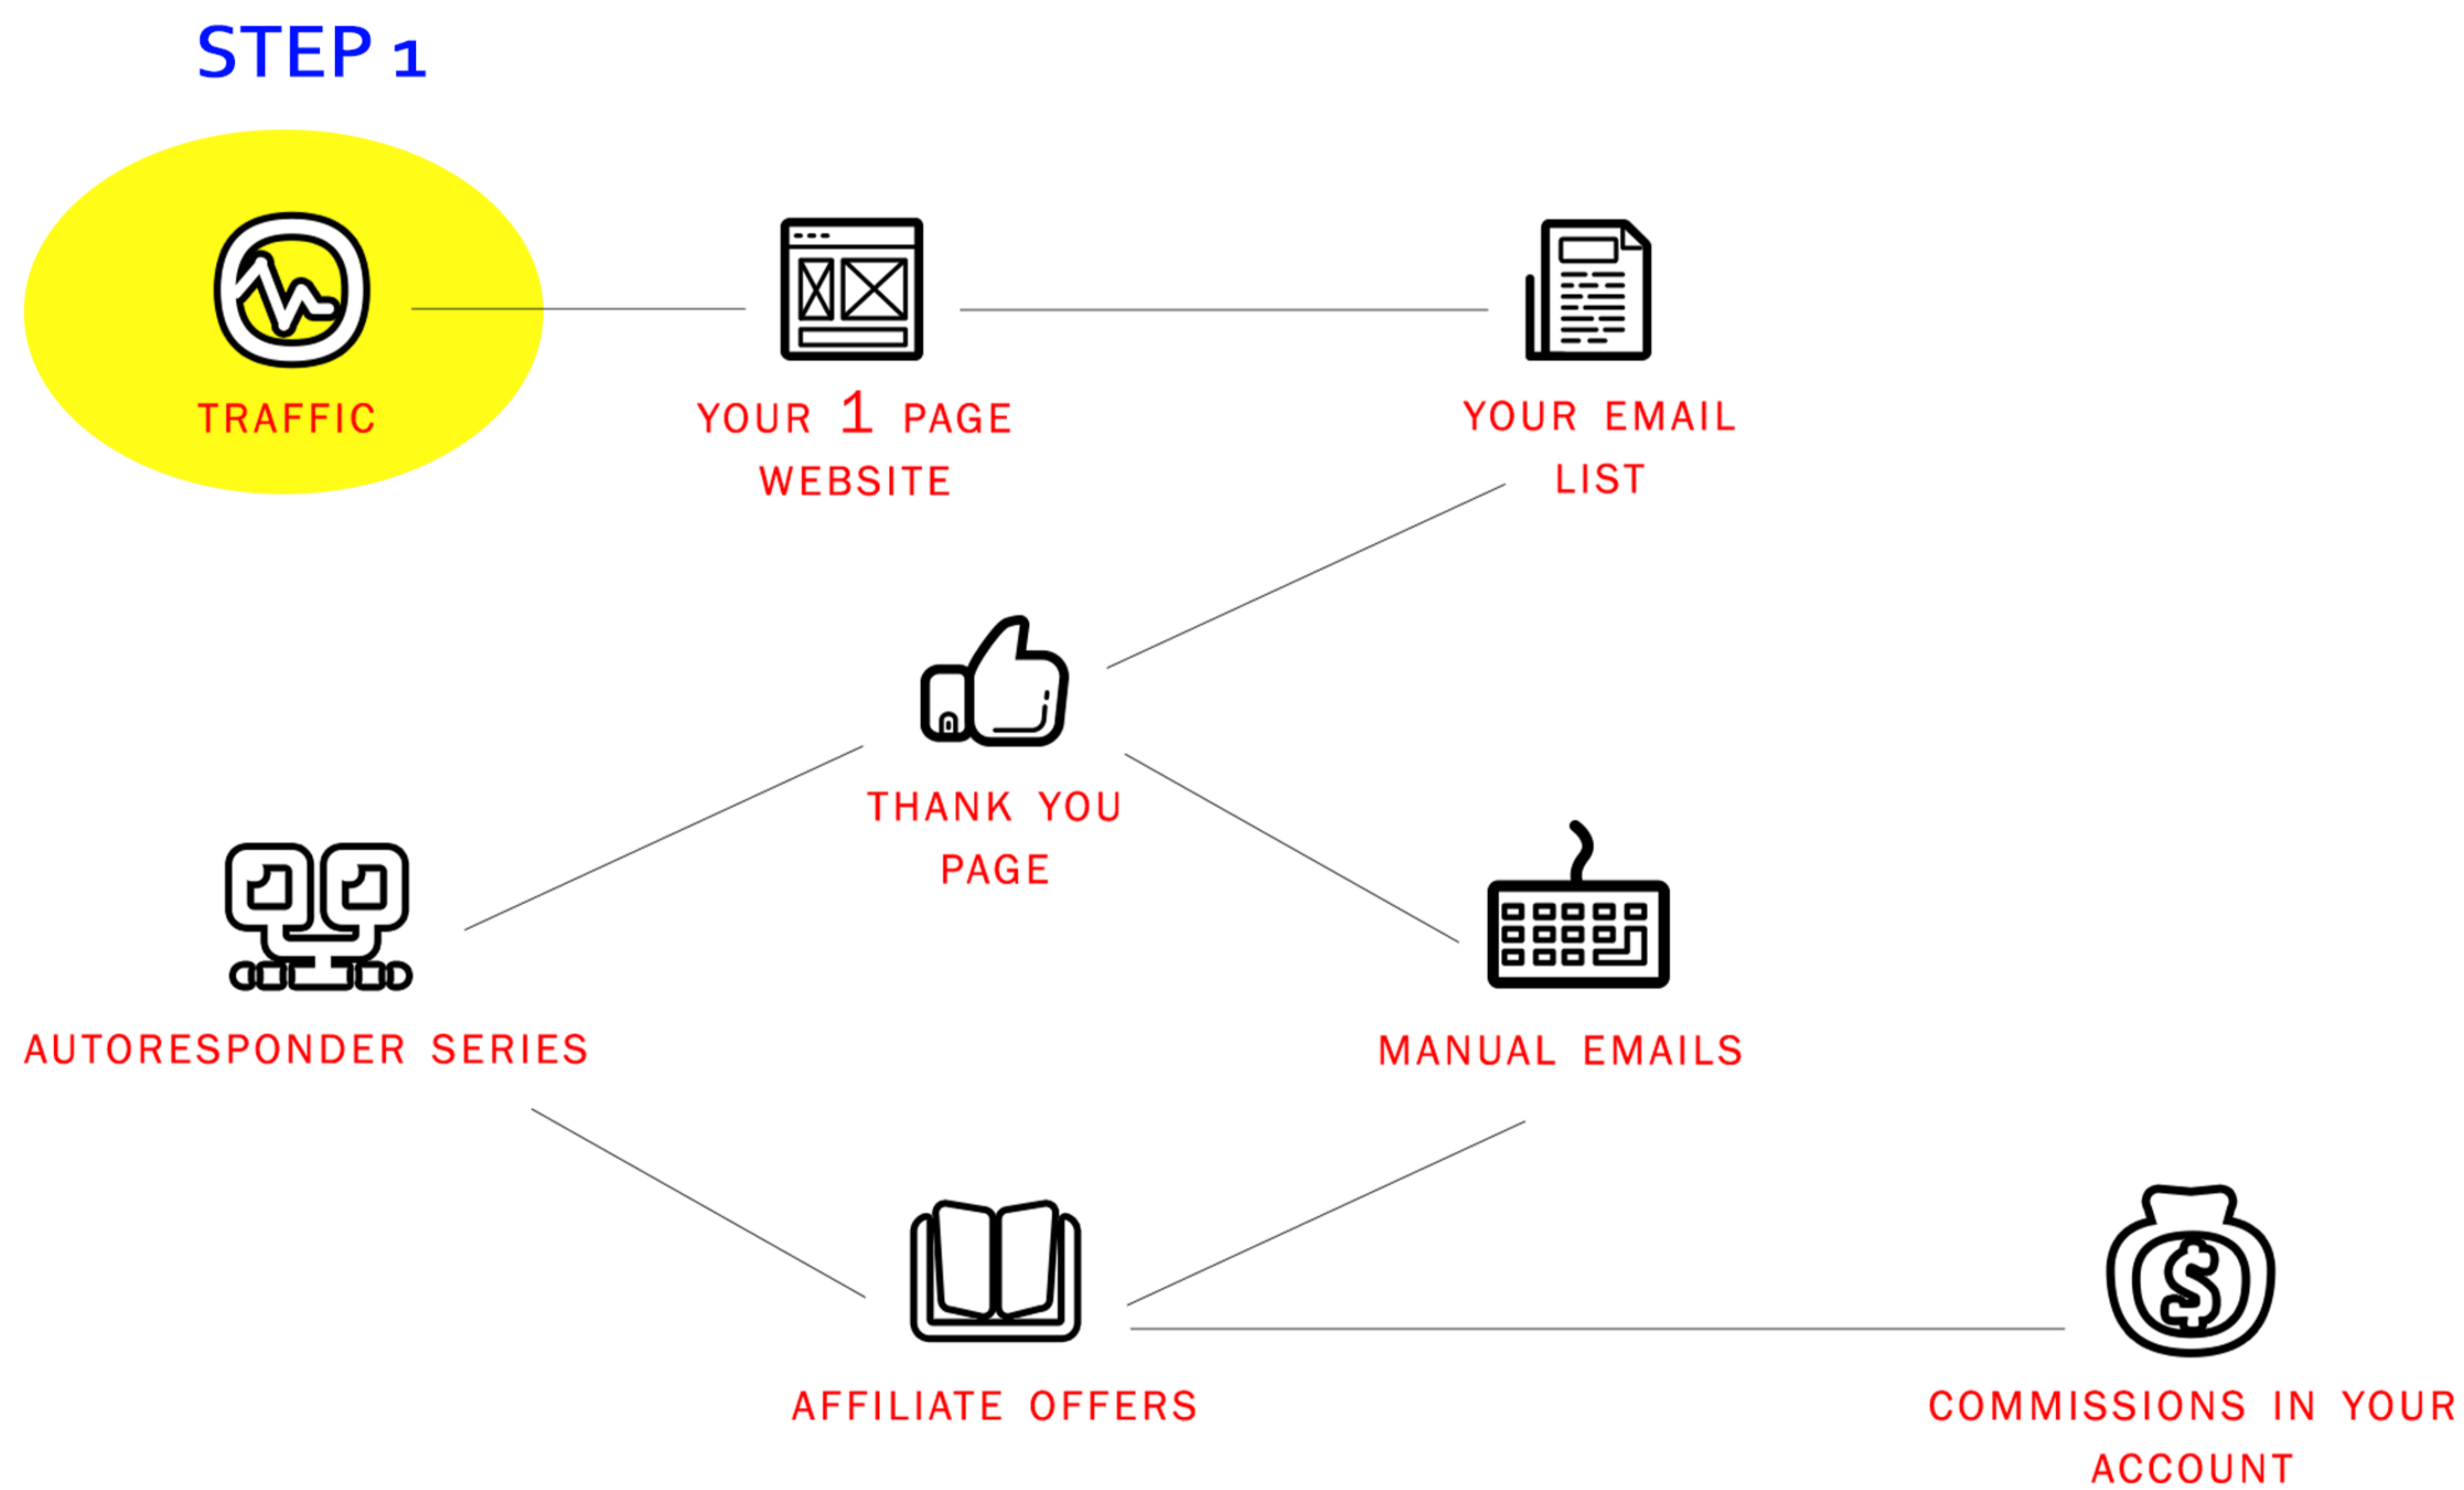 STEP 1
TRAFFIC
YOUR 1 PAGE
WEBSITE
YOUR EMAIL
LIST
THANK YOU
PAGE
AUTORESPONDER SERIES
MANUAL EMAILS
AFFILIATE OFFERS
COMMISSIONS IN YOUR
ACCOUNT